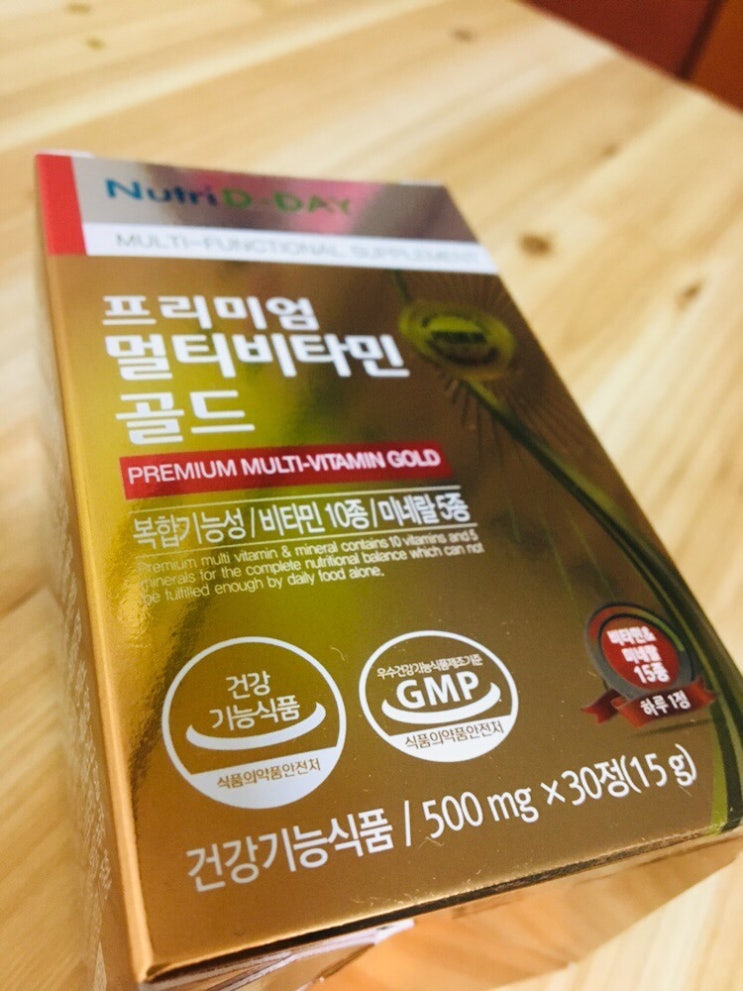 NutriD-DAY
MULTI-FUNCTIONAL SUPPLEMENT
프리미엄
멀티비타민
골드
PREMIUM MULTI-VITAMIN GOLD
복합기능성 / 비타민 10종 / 미네랄 5종
Premium multi vitamin & mineral contains 10 vitamins and 5
minerals for the complete nutritional balance which can not
be fulfilled enough by daily food alone.
건강
기능식품
식품의약품안전처
우수건강기능식품제조기준
GMP
식품의약품안전처
비타민&
미네랄
15종
하루 1정
건강기능식품 / 500 mg ×30정(15 g)